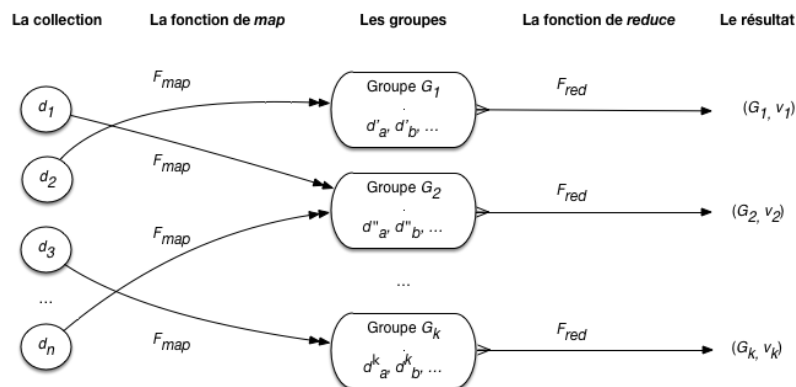 La collection
La fonction de map
Les groupes
La fonction de reduce
Le résultat
d1
d2
d3
...
dn
Fmap
Fmap
Fmap
Fmap
Groupe G1
.
d'a, d'b, ...
Groupe G2
.
d"a, d"b, ...
...
Groupe Gk
.
dka, dkb, ...
Fred
Fred
Fred
(G1, v1)
(G2, v2)
(Gk, vk)